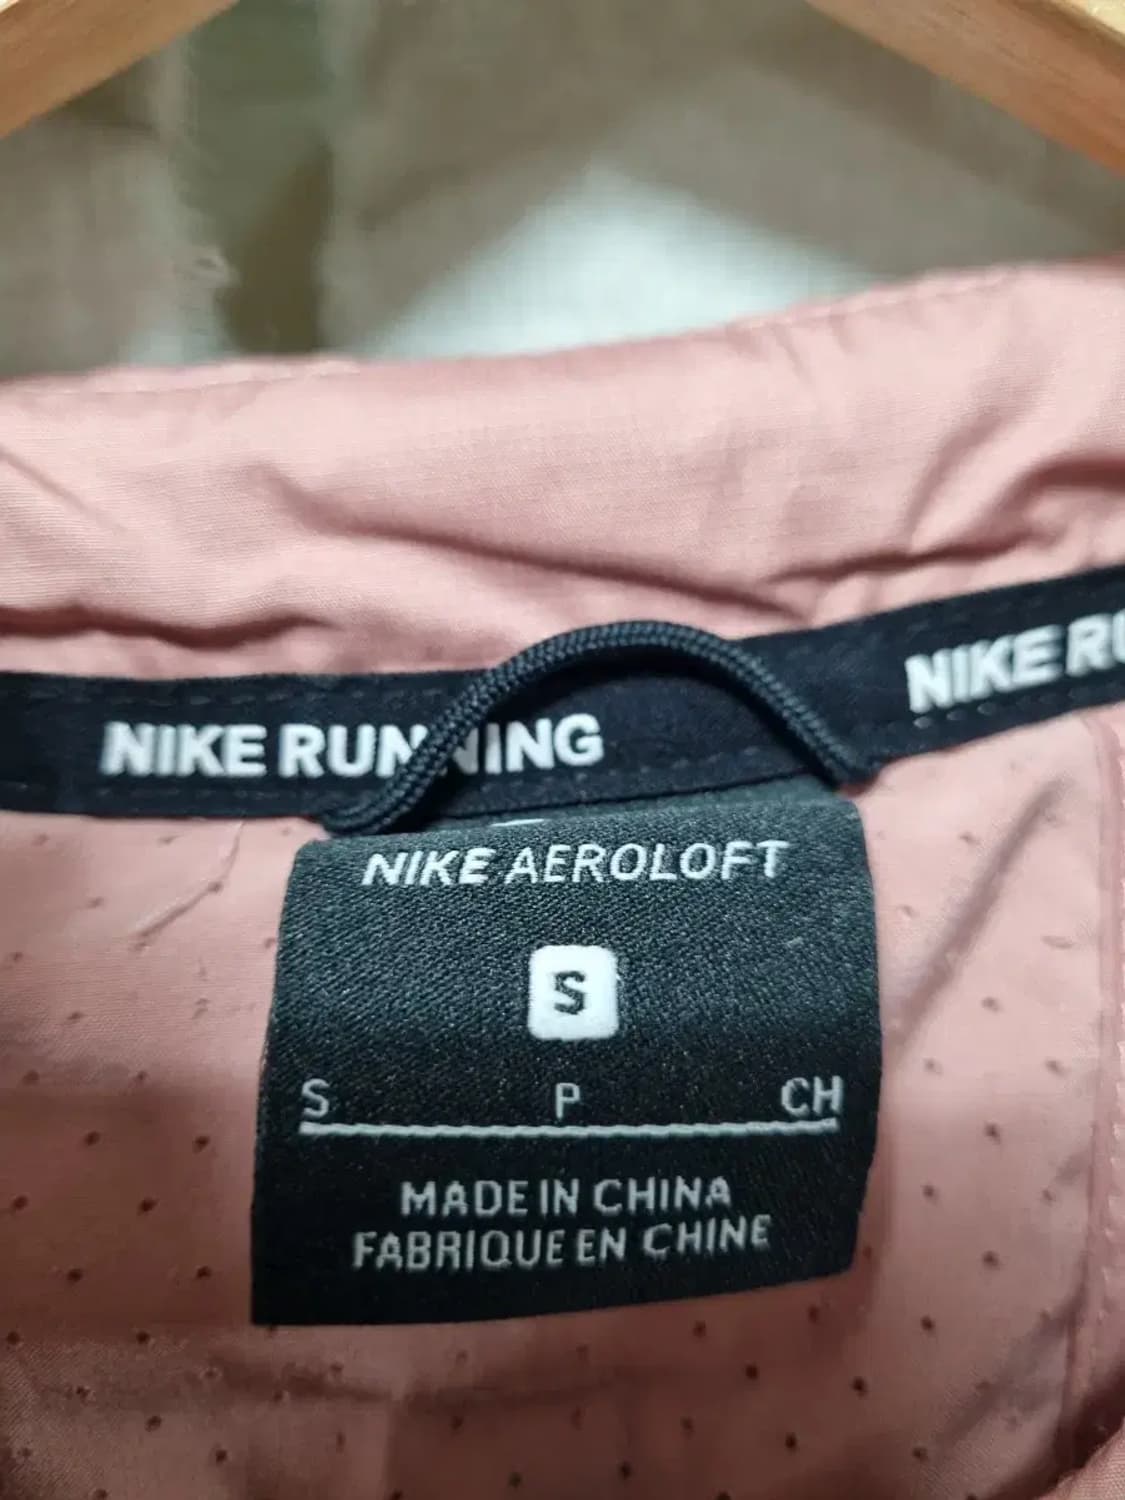 NIKE RUNNING
NIKE RU
NIKE AEROLOFT
S
S P CH
MADE IN CHINA
FABRIQUE EN CHINE